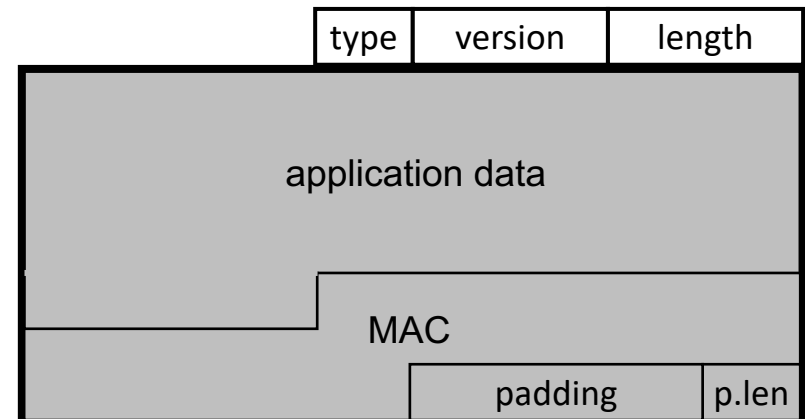 type version length
application data
MAC
padding p.len